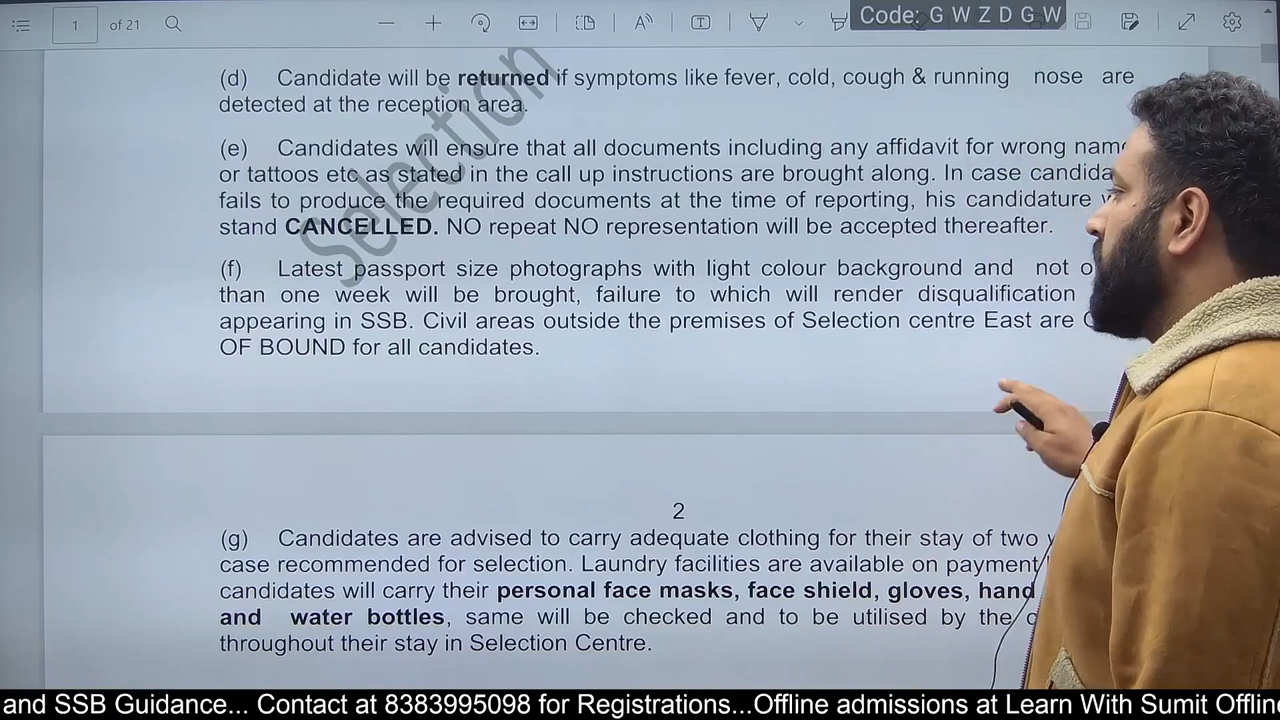 1 of 21
Code: G W Z D G W
(d) Candidate will be returned if symptoms like fever, cold, cough & running nose are
detected at the reception area.
(e) Candidates will ensure that all documents including any affidavit for wrong
or tattoos etc as stated in the call up instructions are brought along. In case
fails to produce the required documents at the time of reporting, his candidature
stand CANCELLED. NO repeat NO representation will be accepted thereafter.
(f) Latest passport size photographs with light colour background and not
than one week will be brought, failure to which will render disqualification
appearing in SSB. Civil areas outside the premises of Selection centre East are
OF BOUND for all candidates.
Selection
2
(g) Candidates are advised to carry adequate clothing for their stay of two
case recommended for selection. Laundry facilities are available on payment
candidates will carry their personal face masks, face shield, gloves, hand
and water bottles, same will be checked and to be utilised by the
throughout their stay in Selection Centre.
and SSB Guidance... Contact at 8383995098 for Registrations...Offline admissions at Learn With Sumit